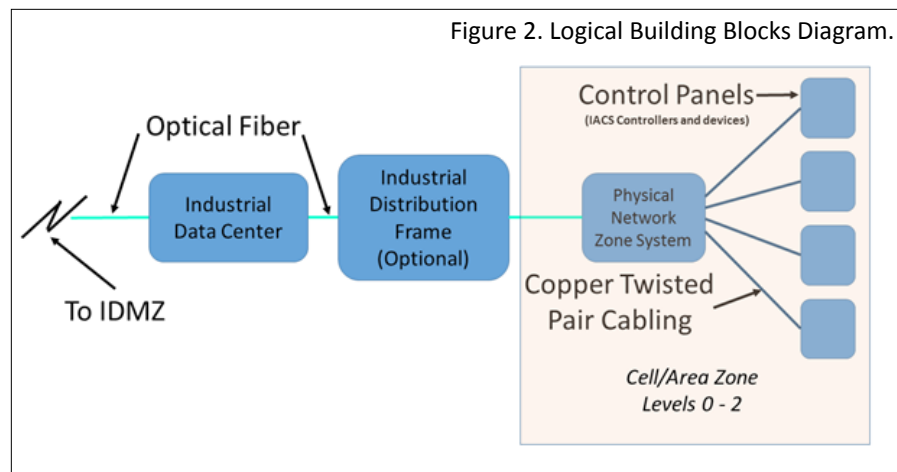 Figure 2. Logical Building Blocks Diagram.
Optical Fiber
To IDMZ
Industrial
Data Center
Industrial
Distribution
Frame
(Optional)
Control Panels
(IACS Controllers and devices)
Physical
Network
Zone System
Copper Twisted
Pair Cabling
Cell/Area Zone
Levels 0 - 2